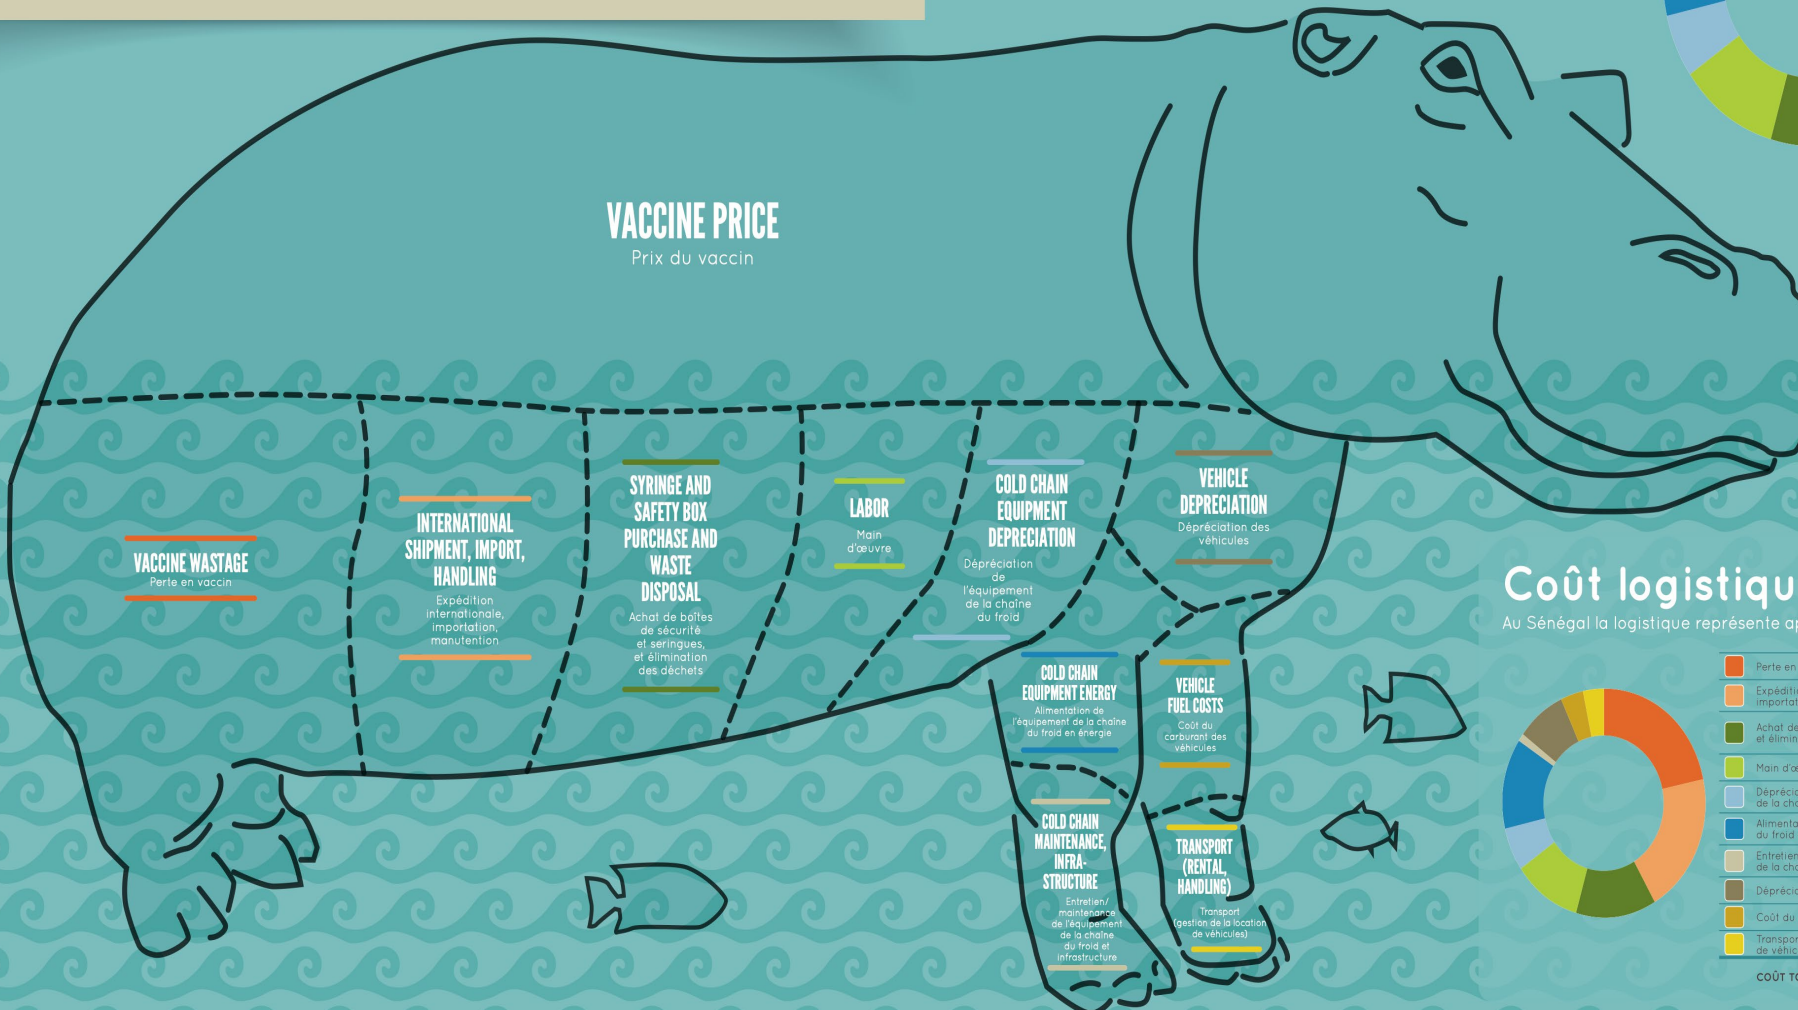 VACCINE PRICE
Prix du vaccin
VACCINE WASTAGE
Perte en vaccin
INTERNATIONAL
SHIPMENT, IMPORT,
HANDLING
Expédition
internationale,
importation,
manutention
SYRINGE AND
SAFETY BOX
PURCHASE AND
WASTE
DISPOSAL
Achat de boîtes
de sécurité
et seringues,
et élimination
des déchets
LABOR
Main
d'œuvre
COLD CHAIN
EQUIPMENT
DEPRECIATION
Dépréciation
de
l'équipement
de la chaîne
du froid
VEHICLE
DEPRECIATION
Dépréciation des
véhicules
COLD CHAIN
EQUIPMENT ENERGY
Alimentation de
l'équipement de la chaîne
du froid en énergie
VEHICLE
FUEL COSTS
Coût du
carburant des
véhicules
COLD CHAIN
MAINTENANCE,
INFRA-
STRUCTURE
Entretien/
maintenance
de l'équipement
de la chaîne
du froid et
infrastructure
TRANSPORT
(RENTAL,
HANDLING)
Transport
(gestion de la location
de véhicules)
Coût logistiqu
Au Sénégal la logistique représente ap
Perte en
Expéditi
importat
Achat de
et élimin
Main d'œ
Dépréci
de la cha
Alimenta
du froid
Entretien
de la cha
Dépréci
Coût du
Transpor
de véhic
COÛT TO